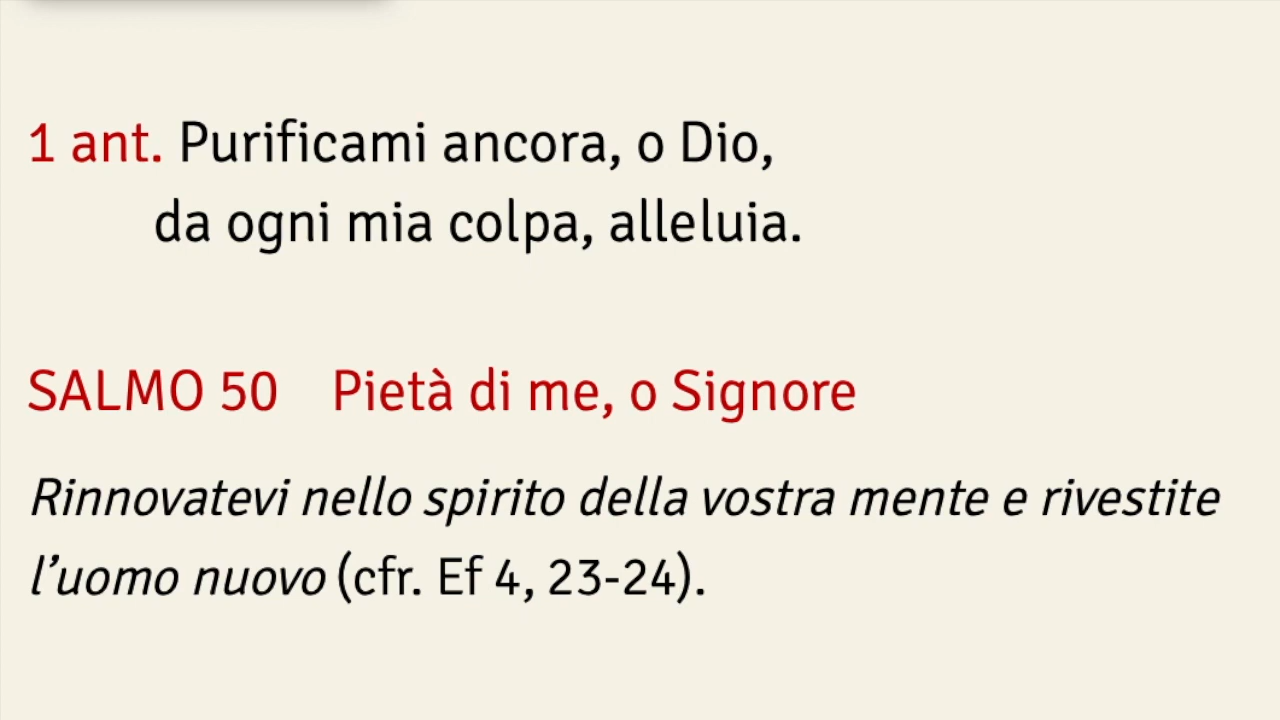 1 ant. Purificami ancora, o Dio,
da ogni mia colpa, alleluia.
SALMO 50 Pietà di me, o Signore
Rinnovatevi nello spirito della vostra mente e rivestite
l’uomo nuovo (cfr. Ef 4, 23-24).